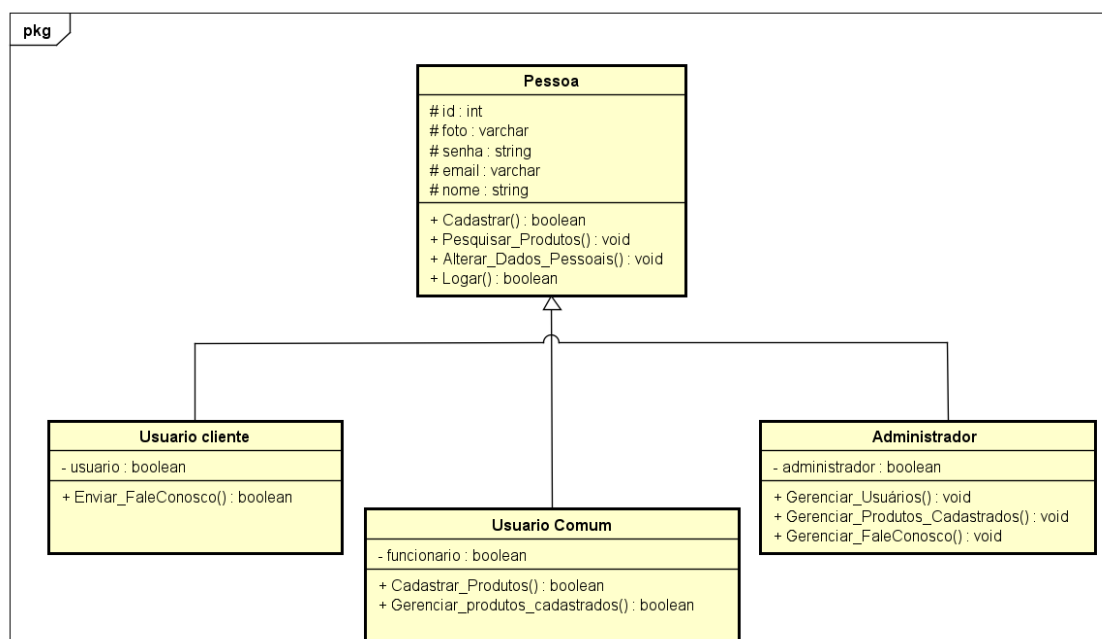 pkg
Pessoa
# id : int
# foto : varchar
# senha : string
# email : varchar
# nome : string
+ Cadastrar() : boolean
+ Pesquisar_Produtos() : void
+ Alterar_Dados_Pessoais() : void
+ Logar() : boolean
Usuario cliente
- usuario : boolean
+ Enviar_FaleConosco() : boolean
Usuario Comum
- funcionario : boolean
+ Cadastrar_Produtos() : boolean
+ Gerenciar_produtos_cadastrados() : boolean
Administrador
- administrador : boolean
+ Gerenciar_Usuários() : void
+ Gerenciar_Produtos_Cadastrados() : void
+ Gerenciar_FaleConosco() : void